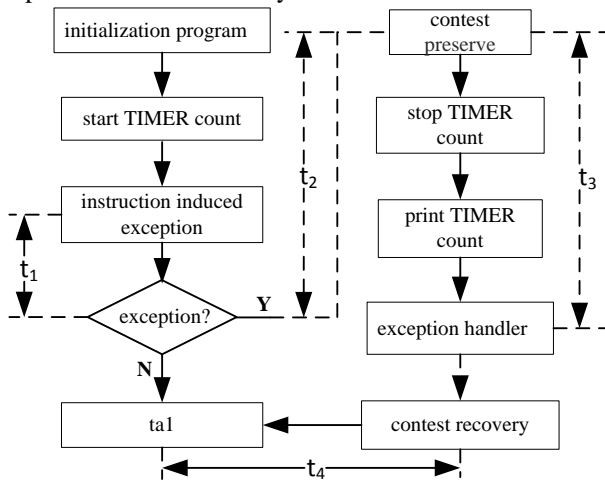 initialization program
start TIMER count
instruction induced
exception
t1
exception?
Y
N
ta1
t2
contest
preserve
stop TIMER
count
print TIMER
count
t3
exception handler
contest recovery
t4